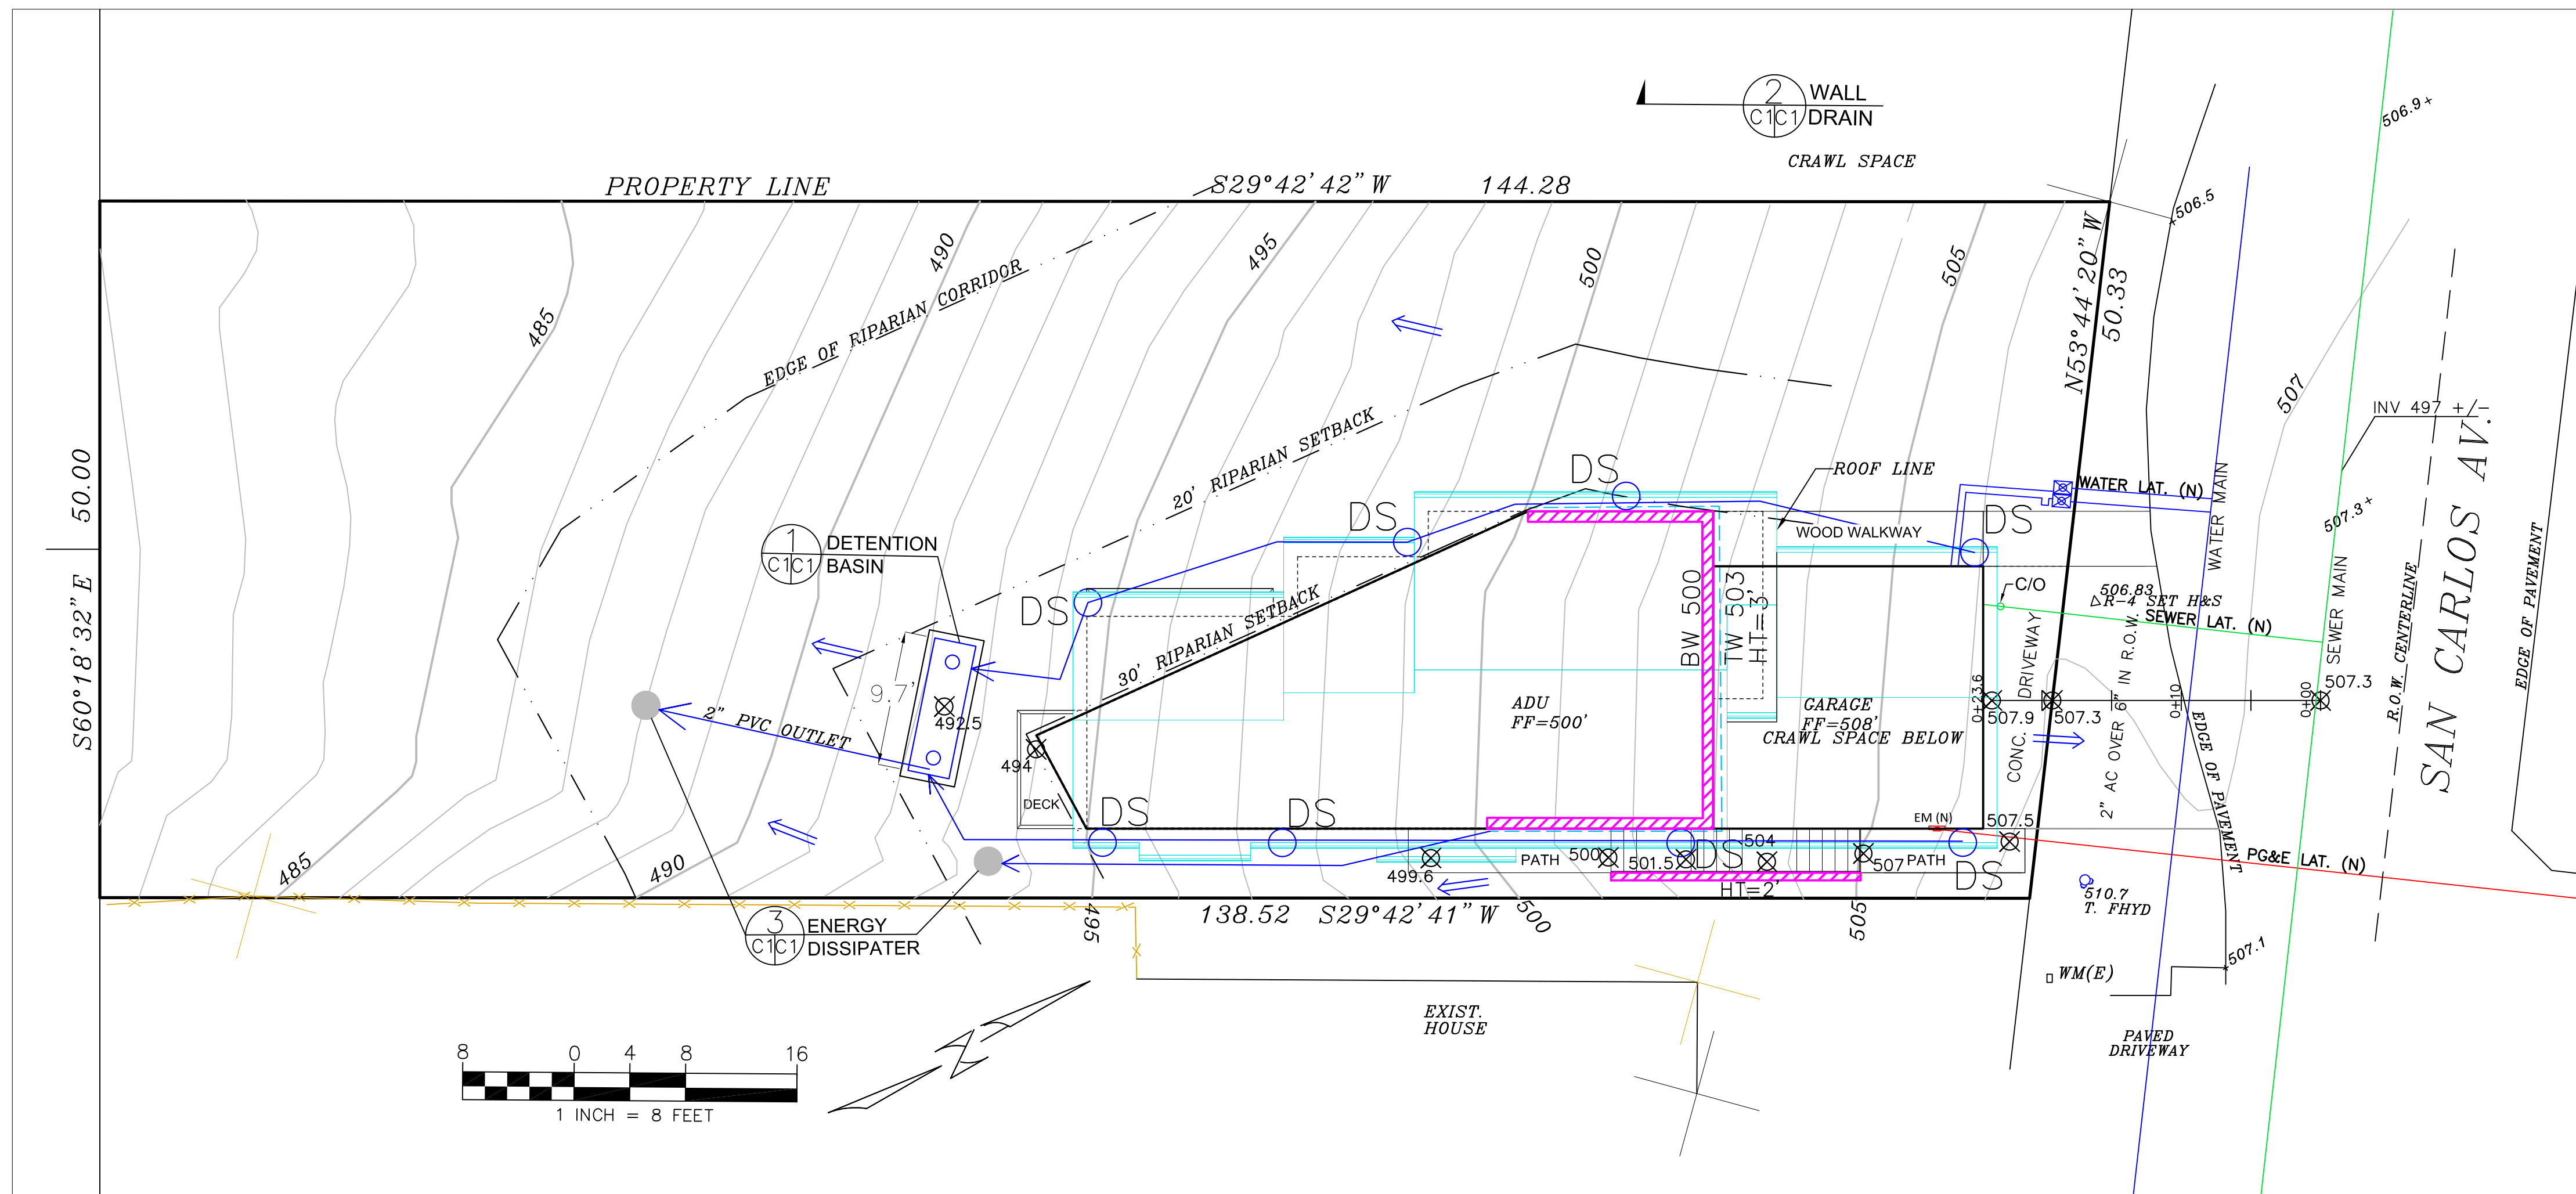 2 WALL
C1 C1 DRAIN
CRAWL SPACE
506.9+
PROPERTY LINE
S29°42'42"W
144.28
+506.5
N53°44'20"W
50.33
490
495
500
505
485
EDGE OF RIPARIAN CORRIDOR
507
INV 497 +/-
20' RIPARIAN SETBACK
SAN CARLOS AV.
S60°18'32"E 50.00
DS
ROOF LINE
WATER LAT. (N)
WATER MAIN
507.3+
DS
WOOD WALKWAY
DS
1 DETENTION
C1 C1 BASIN
EDGE OF PAVEMENT
SEWER MAIN
R.O.W. CENTERLINE
DS
30' RIPARIAN SETBACK
BW 500
TW 503
HT=3'
C/O
506.83
△R-4 SET H&S
SEWER LAT. (N)
9.7'
2" PVC OUTLET
492.5
494
DECK
ADU
FF=500'
GARAGE
FF=508'
CRAWL SPACE BELOW
0+23.6
507.9
CONC. DRIVEWAY
507.3
2" AC OVER 6" IN R.O.W.
0+10
0+00
507.3
EDGE OF PAVEMENT
DS
DS
EM (N)
507.5
PATH
500
501.5
DS
504
507
PATH
499.6
DS
HT=2'
PG&E LAT. (N)
510.7
T. FHYD
485
490
495
138.52 S29°42'41"W
500
505
3 ENERGY
C1 C1 DISSIPATER
507.1
WM(E)
EXIST.
HOUSE
PAVED
DRIVEWAY
8 0 4 8 16
1 INCH = 8 FEET
N